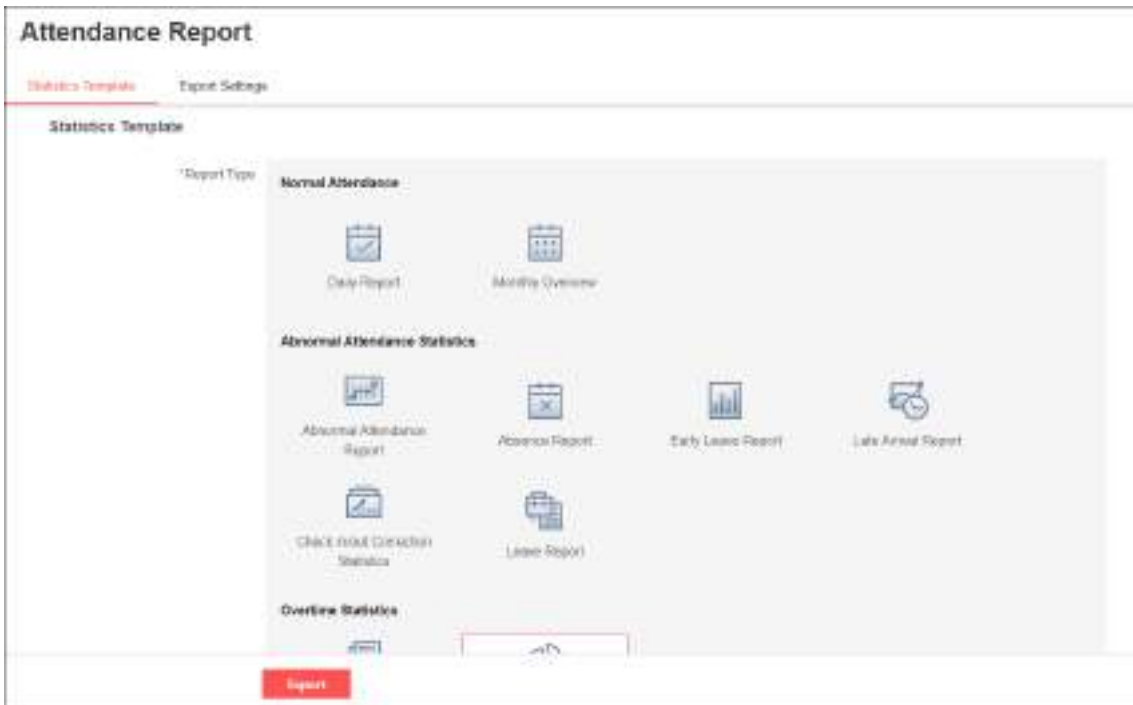 Attendance Report
Statistics Template Export Settings
Statistics Template
*Report Type
Normal Attendance
Daily Report Monthly Overview
Abnormal Attendance Statistics
Abnormal Attendance
Report
Absence Report Early Leave Report Late Arrival Report
Check In/out Correction
Statistics
Leave Report
Overtime Statistics
Export